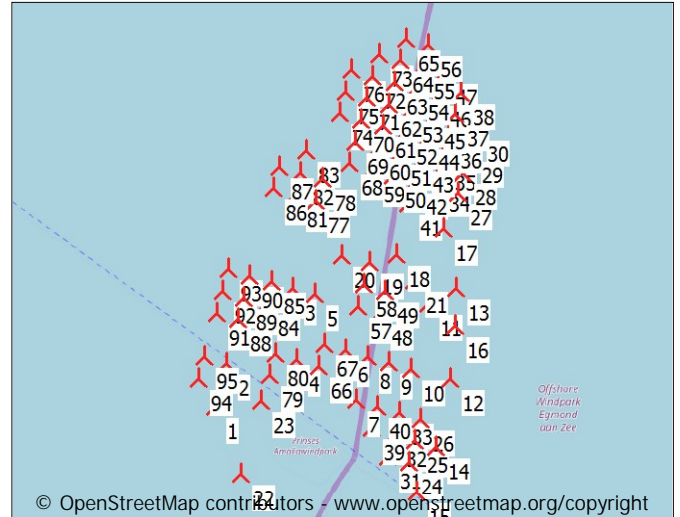 65 56
73 64
76 55 47
72 63 54 46 38
75 71 62 53 45 37
74 70 61 52 44 36 30
83 69 60 51 43 35 29
87 82 78 68 59 50 42 34 28
86 81 77 41 27
17
20 19 18
93 90 85 3 5 58 49 21 13
92 89 84 57 48 11
91 88 16
67 6 8 9 10 12
95 2 80 4 66
94 79
1 23 7 40 33 26
39 32 25 14
31 24
22
15
Offshore
Windpark
Egmond
aan Zee
Prinses
Amaliawindpark
© OpenStreetMap contributors - www.openstreetmap.org/copyright